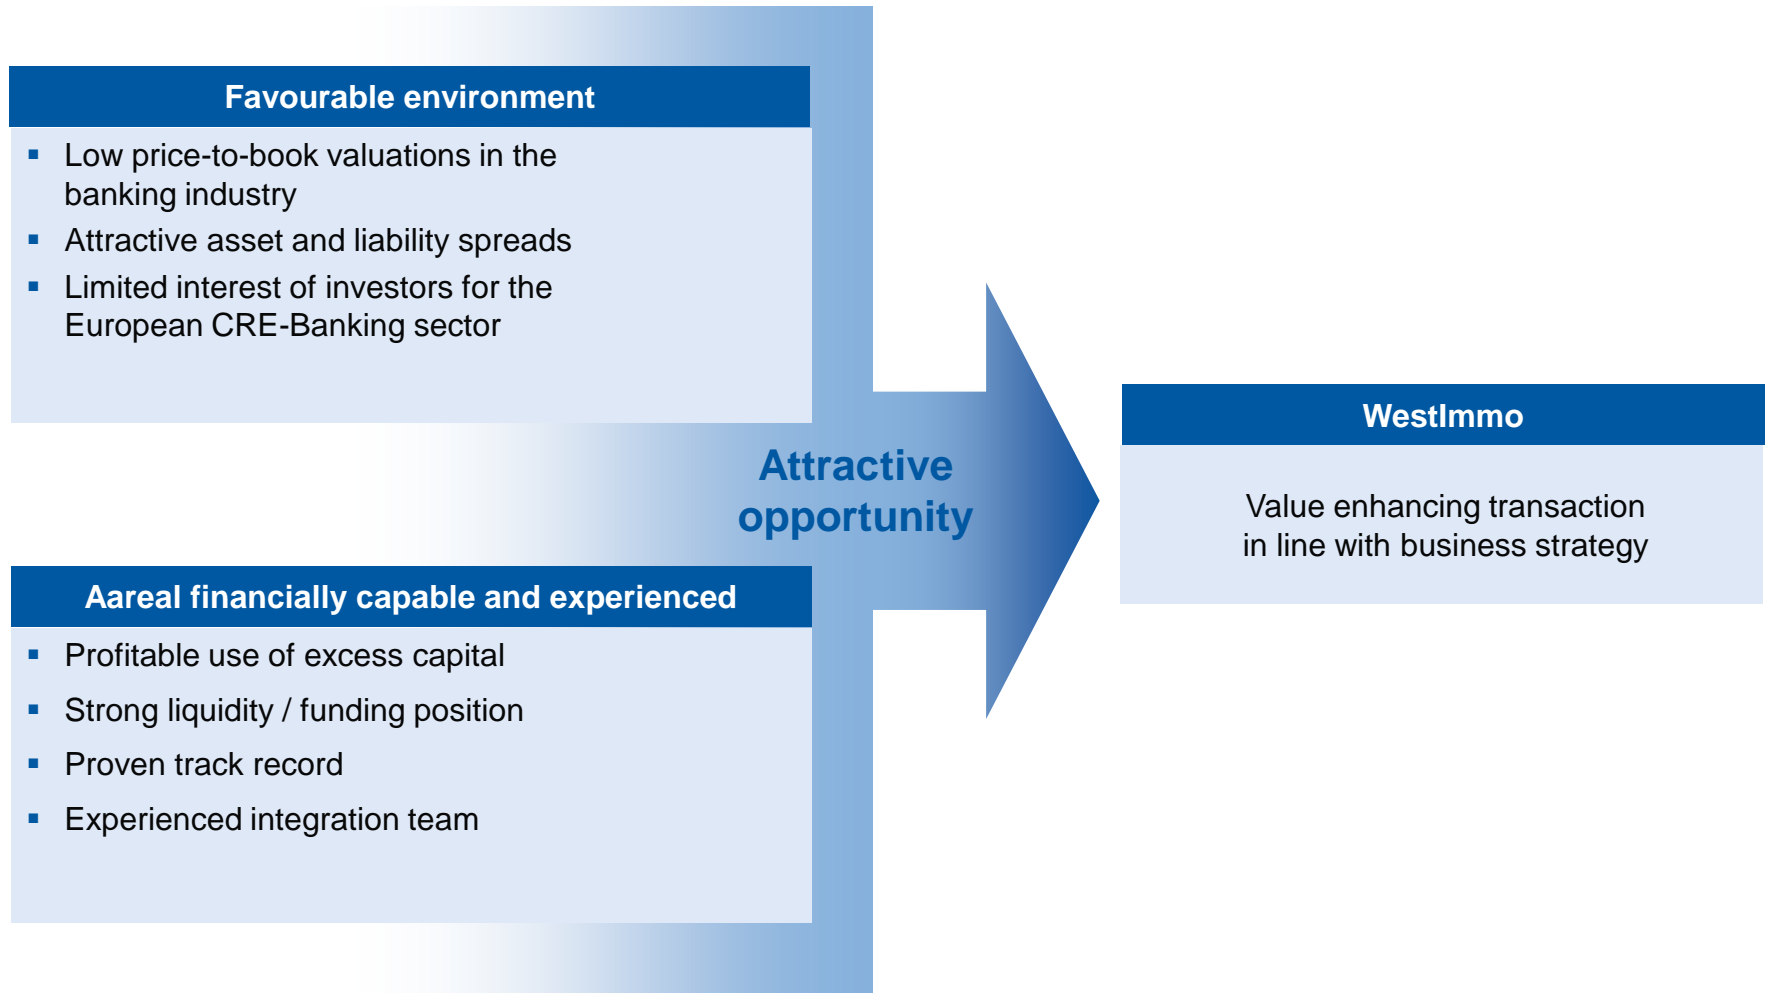 Favourable environment
▪ Low price-to-book valuations in the
banking industry
▪ Attractive asset and liability spreads
▪ Limited interest of investors for the
European CRE-Banking sector
Attractive
opportunity
Aareal financially capable and experienced
▪ Profitable use of excess capital
▪ Strong liquidity / funding position
▪ Proven track record
▪ Experienced integration team
WestImmo
Value enhancing transaction
in line with business strategy